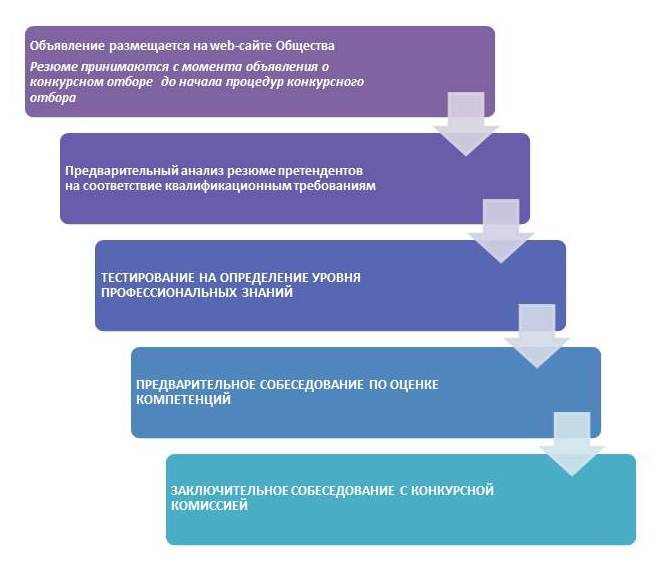 Объявление размещается на web-сайте Общества
Резюме принимаются с момента объявления о
конкурсном отборе до начала процедур конкурсного
отбора
Предварительный анализ резюме претендентов
на соответствие квалификационным требованиям
ТЕСТИРОВАНИЕ НА ОПРЕДЕЛЕНИЕ УРОВНЯ
ПРОФЕССИОНАЛЬНЫХ ЗНАНИЙ
ПРЕДВАРИТЕЛЬНОЕ СОБЕСЕДОВАНИЕ ПО ОЦЕНКЕ
КОМПЕТЕНЦИЙ
ЗАКЛЮЧИТЕЛЬНОЕ СОБЕСЕДОВАНИЕ С КОНКУРСНОЙ
КОМИССИЕЙ